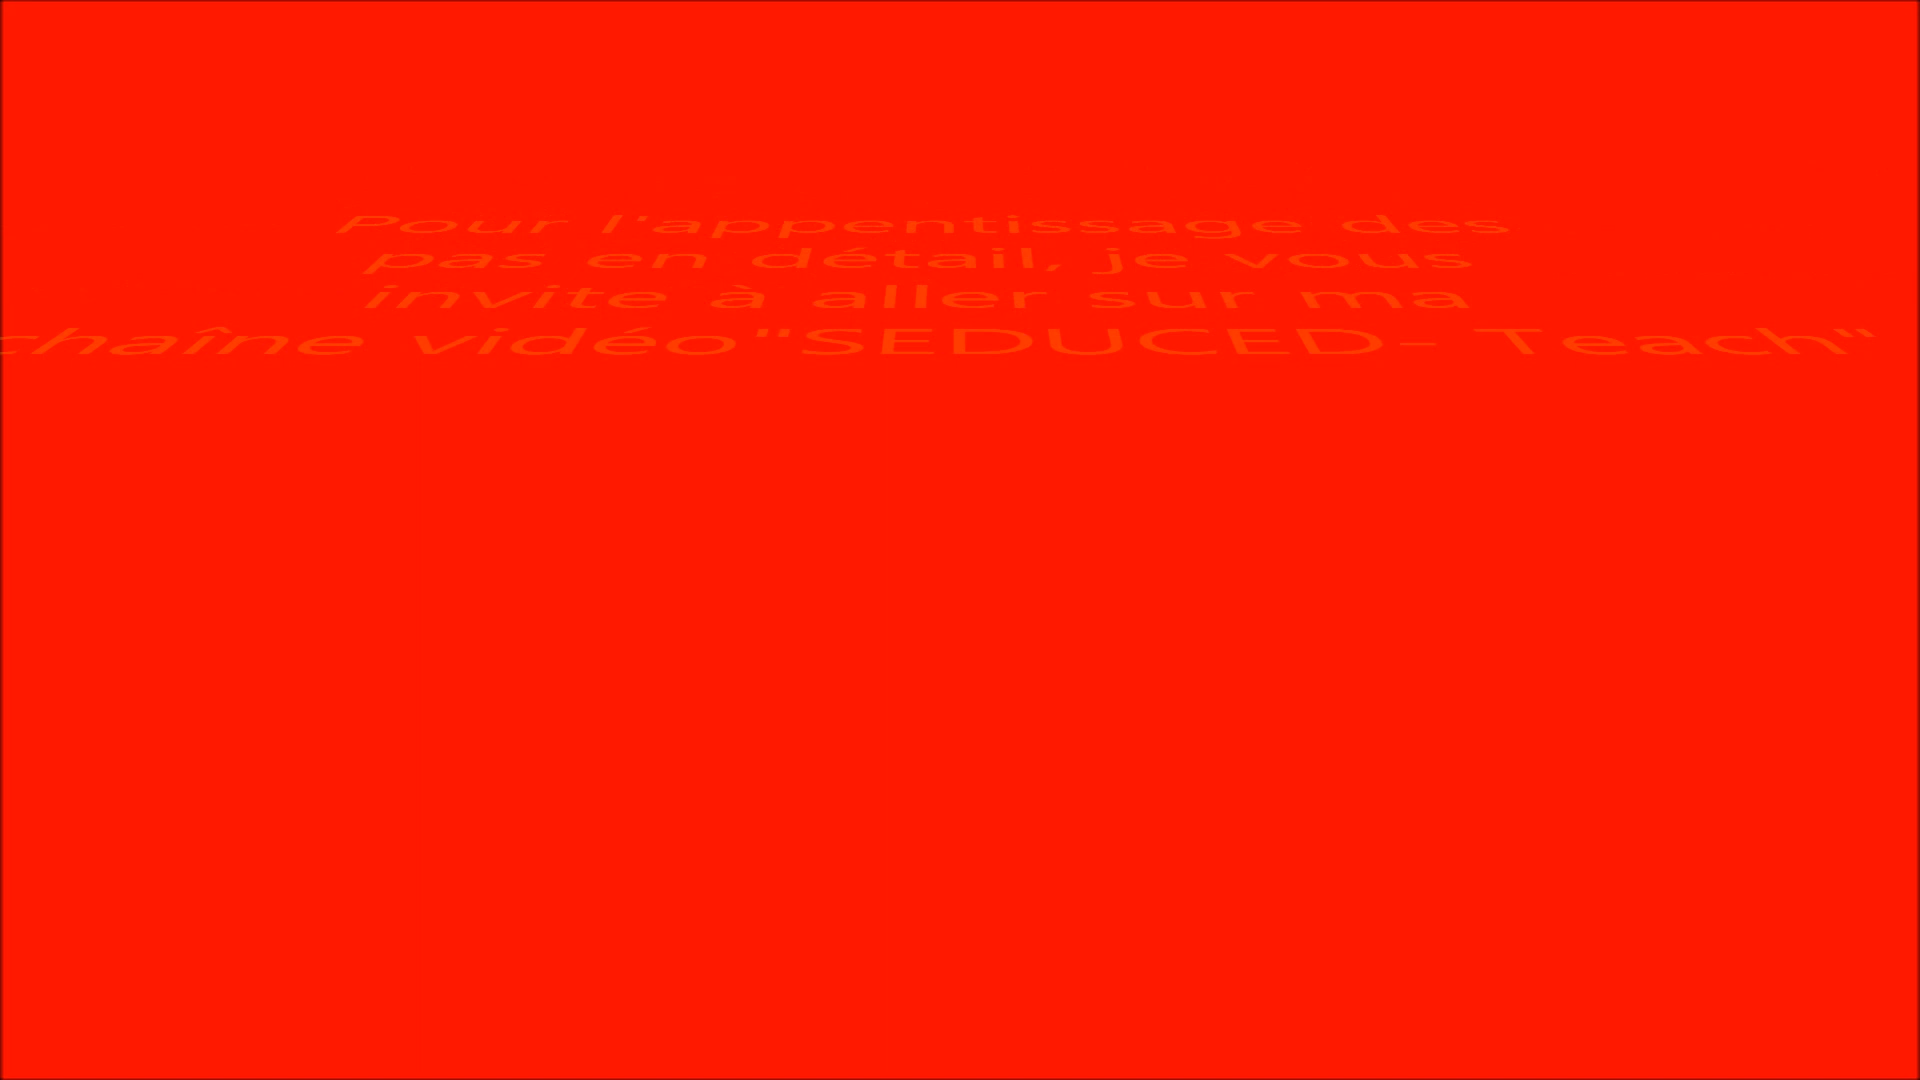 Pour l'appentissage des
pas en détail, je vous
invite à aller sur ma
chaîne vidéo"SEDUCED- Teach"